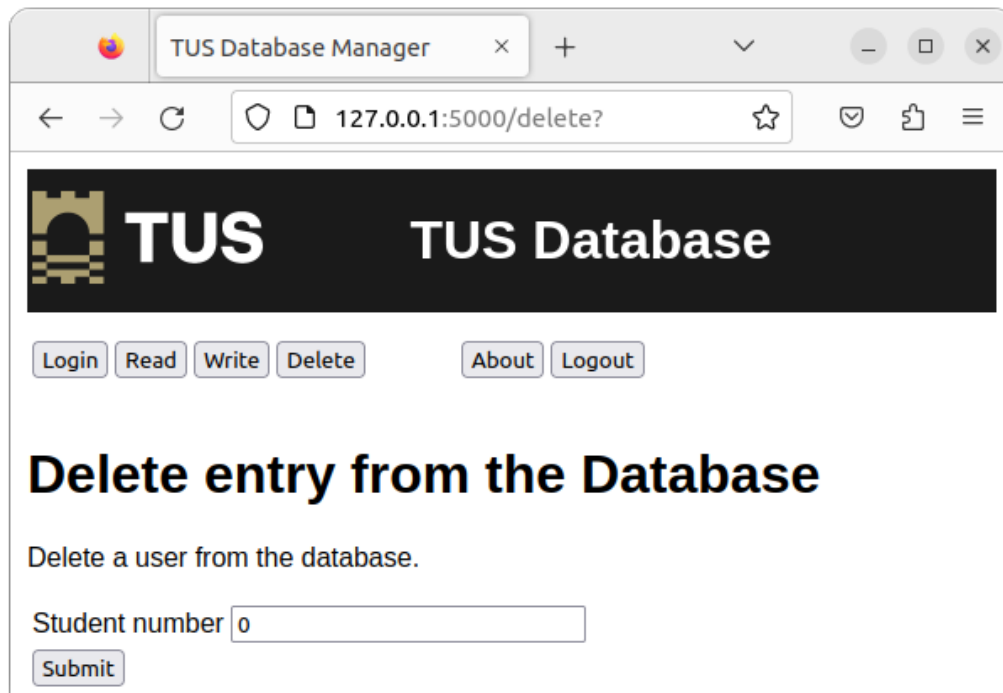 TUS Database Manager
127.0.0.1:5000/delete?
TUS TUS Database
Login Read Write Delete About Logout
Delete entry from the Database
Delete a user from the database.
Student number 0
Submit